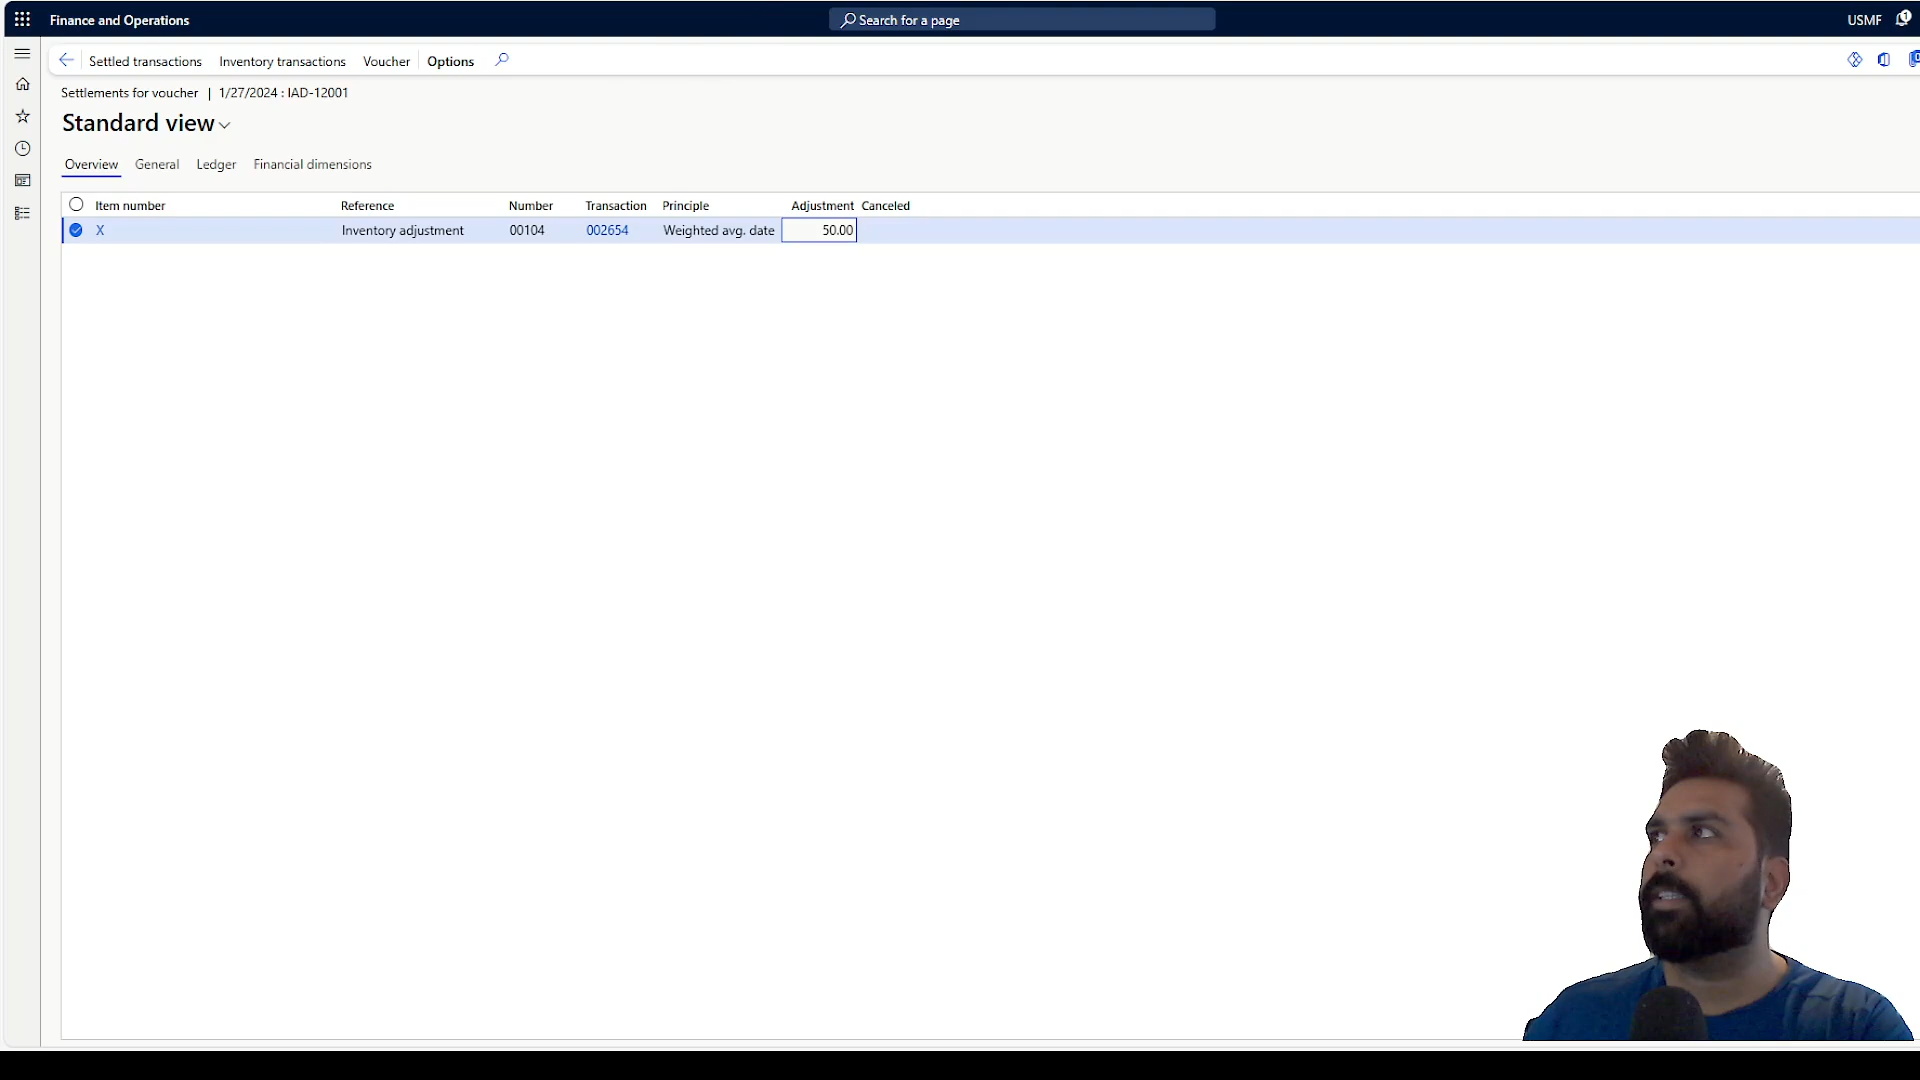 Finance and Operations
Search for a page
USMF
1
Settled transactions Inventory transactions Voucher Options
Settlements for voucher | 1/27/2024 : IAD-12001
Standard view
Overview General Ledger Financial dimensions
Item number Reference Number Transaction Principle Adjustment Canceled
X Inventory adjustment 00104 002654 Weighted avg. date 50.00